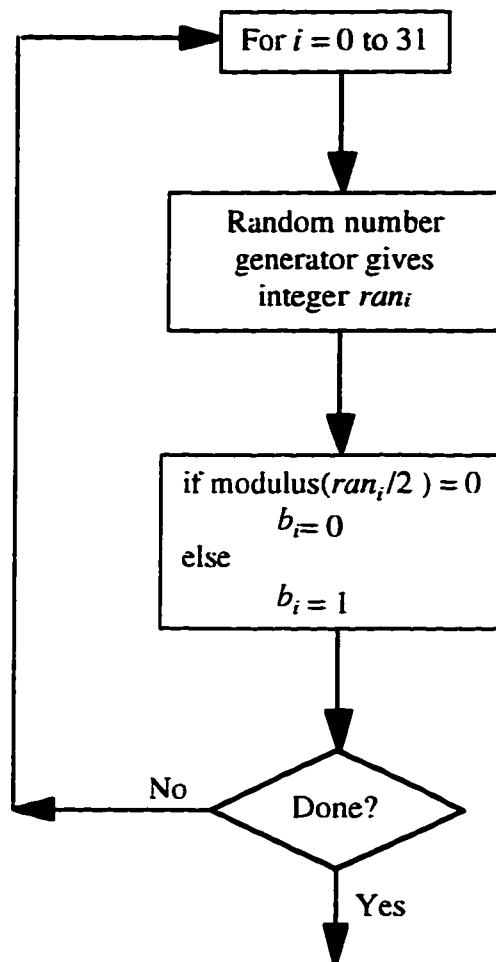 For i = 0 to 31
Random number
generator gives
integer ranᵢ
if modulus(ranᵢ/2 ) = 0
bᵢ= 0
else
bᵢ = 1
Done?
No
Yes